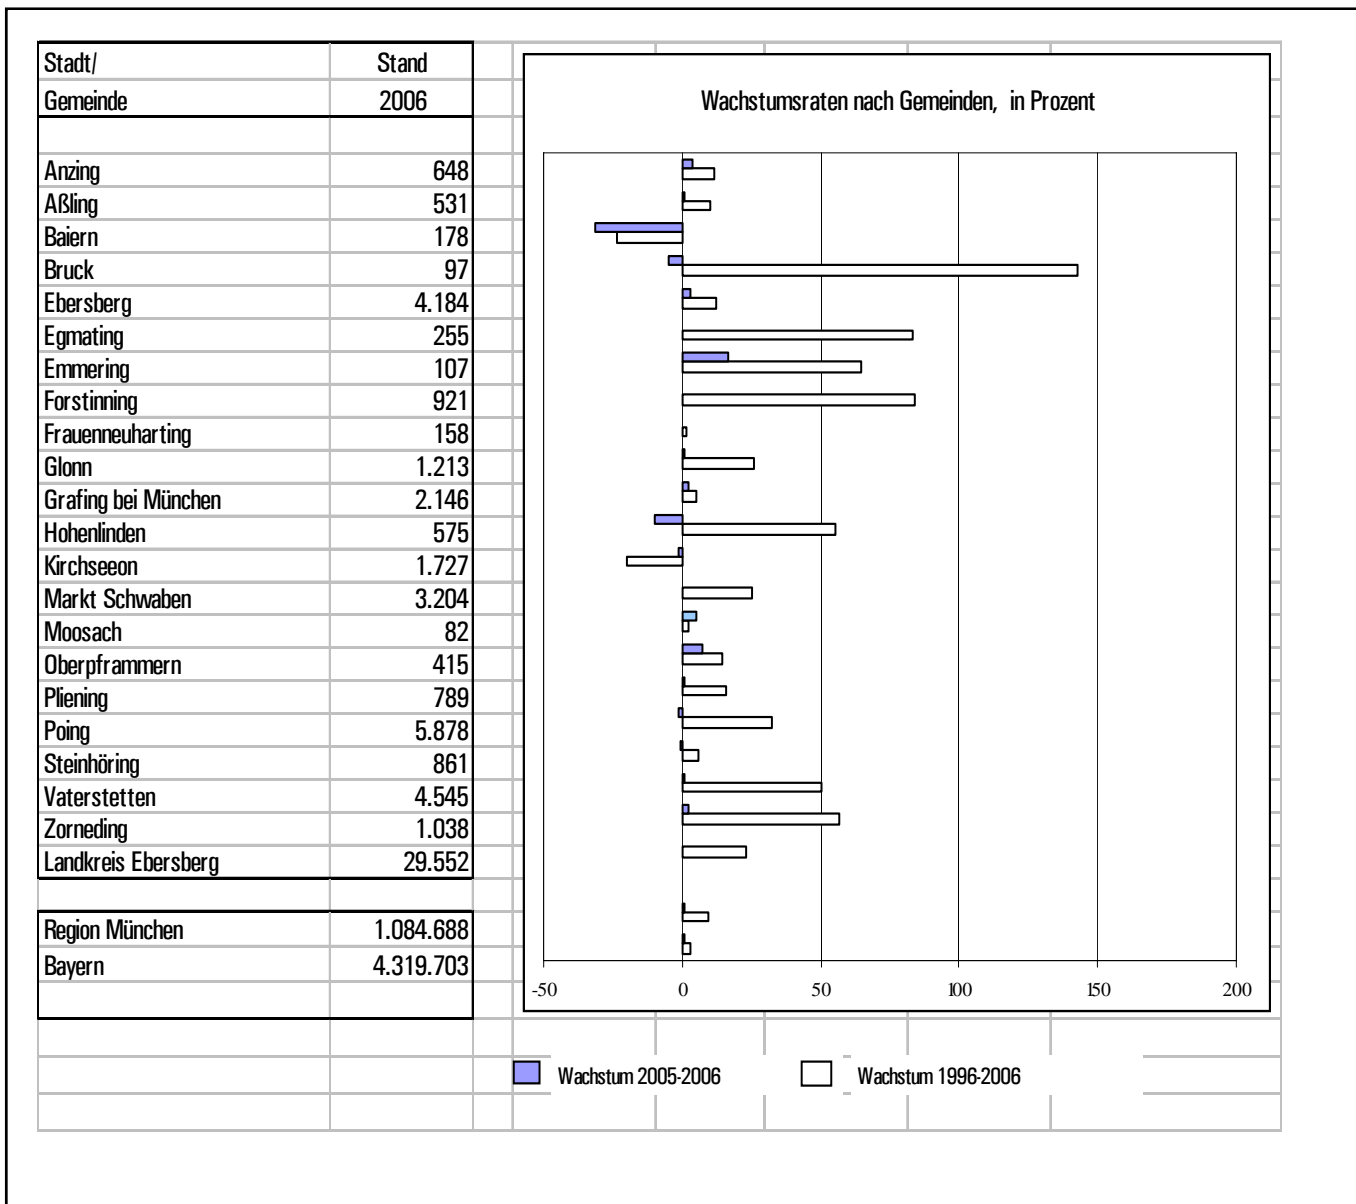 Stadt/ Stand
Gemeinde 2006
Wachstumsraten nach Gemeinden, in Prozent
Anzing 648
Aßling 531
Baiern 178
Bruck 97
Ebersberg 4.184
Egmating 255
Emmering 107
Forstinning 921
Frauenneuharting 158
Glonn 1.213
Grafing bei München 2.146
Hohenlinden 575
Kirchseeon 1.727
Markt Schwaben 3.204
Moosach 82
Oberpframmern 415
Pliening 789
Poing 5.878
Steinhöring 861
Vaterstetten 4.545
Zorneding 1.038
Landkreis Ebersberg 29.552
Region München 1.084.688
Bayern 4.319.703
-50 0 50 100 150 200
Wachstum 2005-2006 Wachstum 1996-2006